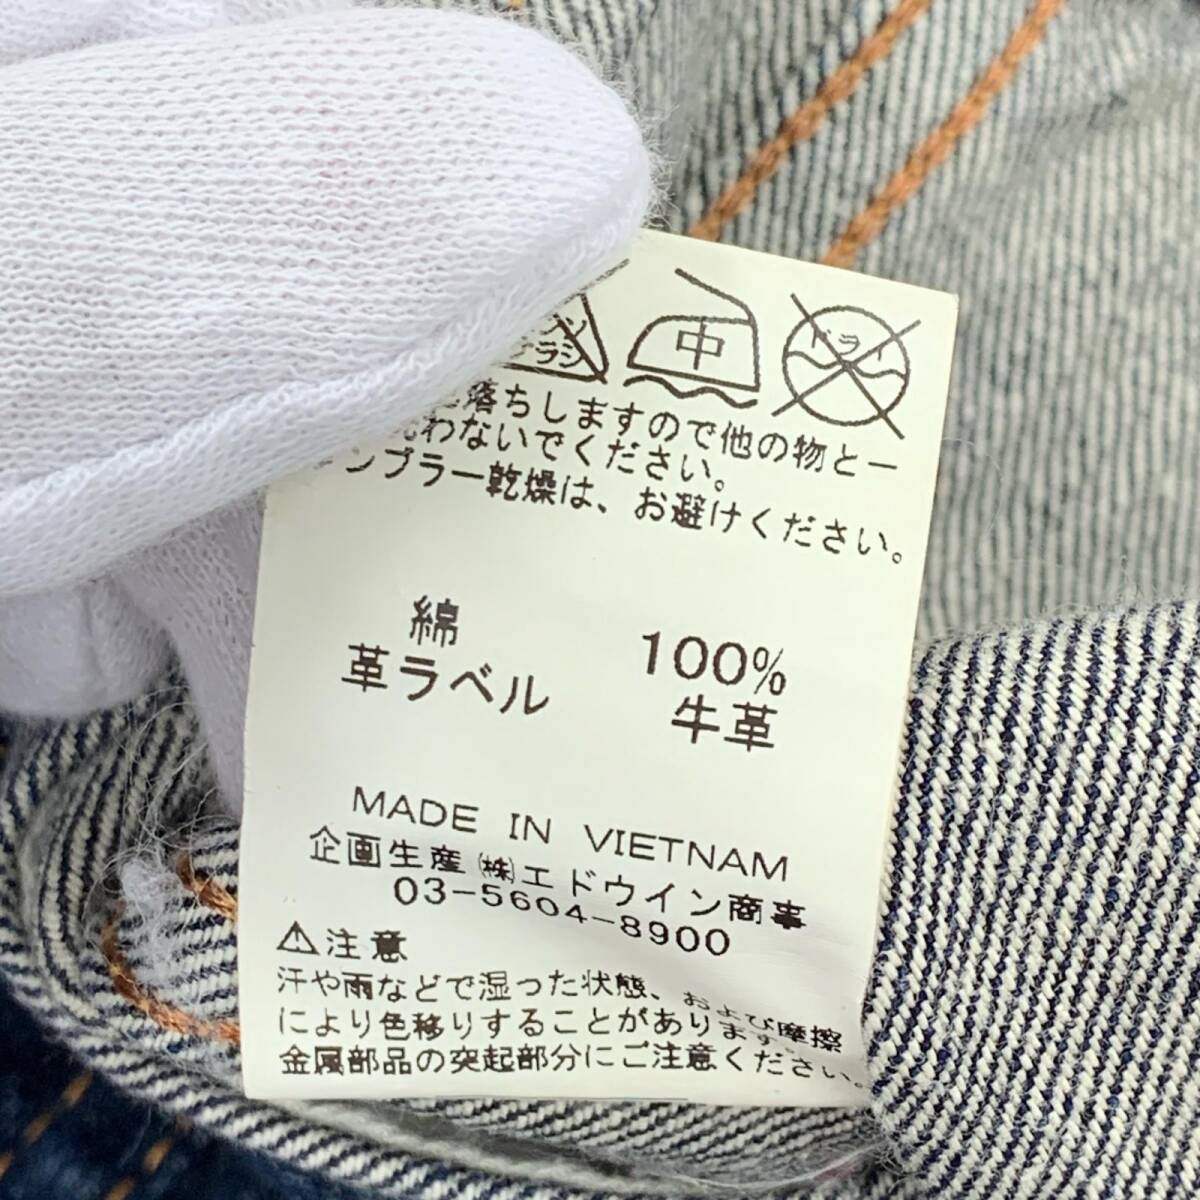 中 ドライ
落ちしますので他の物と一
わないでください。
ンブラー乾燥は、お避けください。
綿 100%
革ラベル 牛革
MADE IN VIETNAM
企画生産 ㈱エドウイン商事
03-5604-8900
⚠注意
汗や雨などで湿った状態、および摩擦
により色移りすることがあります。
金属部品の突起部分にご注意ください。